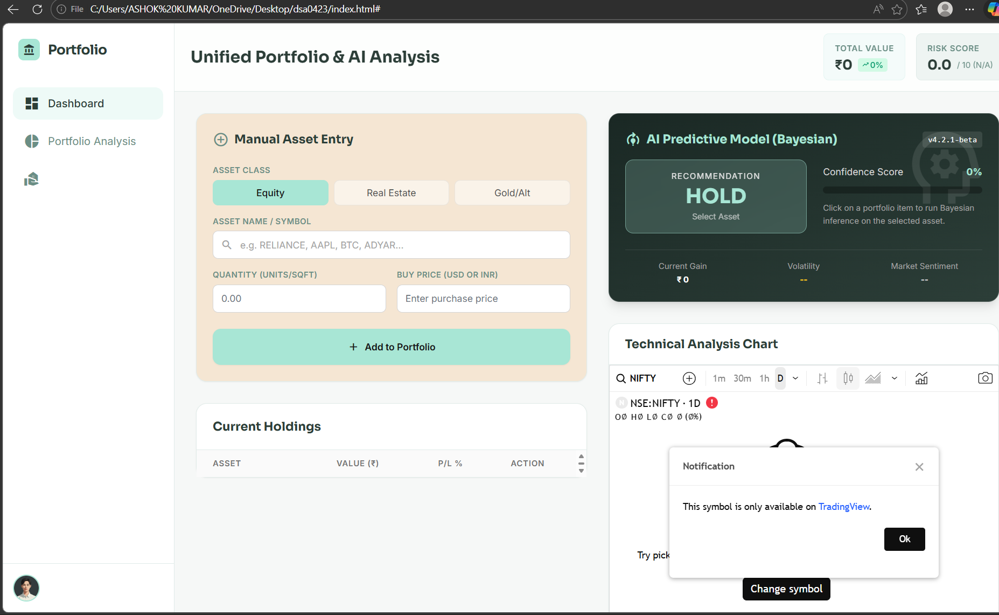 File C:/Users/ASHOK%20KUMAR/OneDrive/Desktop/dsa0423/index.html#
Portfolio
Dashboard
Portfolio Analysis
Unified Portfolio & AI Analysis
TOTAL VALUE
₹0 0%
RISK SCORE
0.0 / 10 (N/A)
Manual Asset Entry
ASSET CLASS
Equity Real Estate Gold/Alt
ASSET NAME / SYMBOL
e.g. RELIANCE, AAPL, BTC, ADYAR...
QUANTITY (UNITS/SQFT) BUY PRICE (USD OR INR)
0.00 Enter purchase price
+ Add to Portfolio
Current Holdings
ASSET VALUE (₹) P/L % ACTION
AI Predictive Model (Bayesian)
v4.2.1-beta
RECOMMENDATION
HOLD
Select Asset
Confidence Score 0%
Click on a portfolio item to run Bayesian
inference on the selected asset.
Current Gain Volatility Market Sentiment
₹ 0 -- --
Technical Analysis Chart
NIFTY 1m 30m 1h D
N NSE:NIFTY · 1D !
O∅ H∅ L∅ C∅ ∅ (∅%)
Notification
This symbol is only available on TradingView.
Ok
Try pick
Change symbol